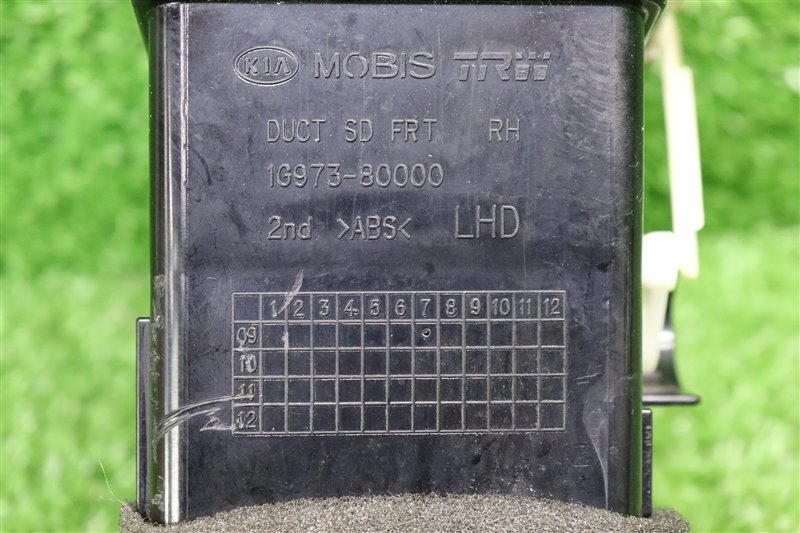 KIA MOBIS TRW
DUCT SD FRT RH
1G973-80000
2nd >ABS< LHD
1 2 3 4 5 6 7 8 9 10 11 12
09
10
11
12